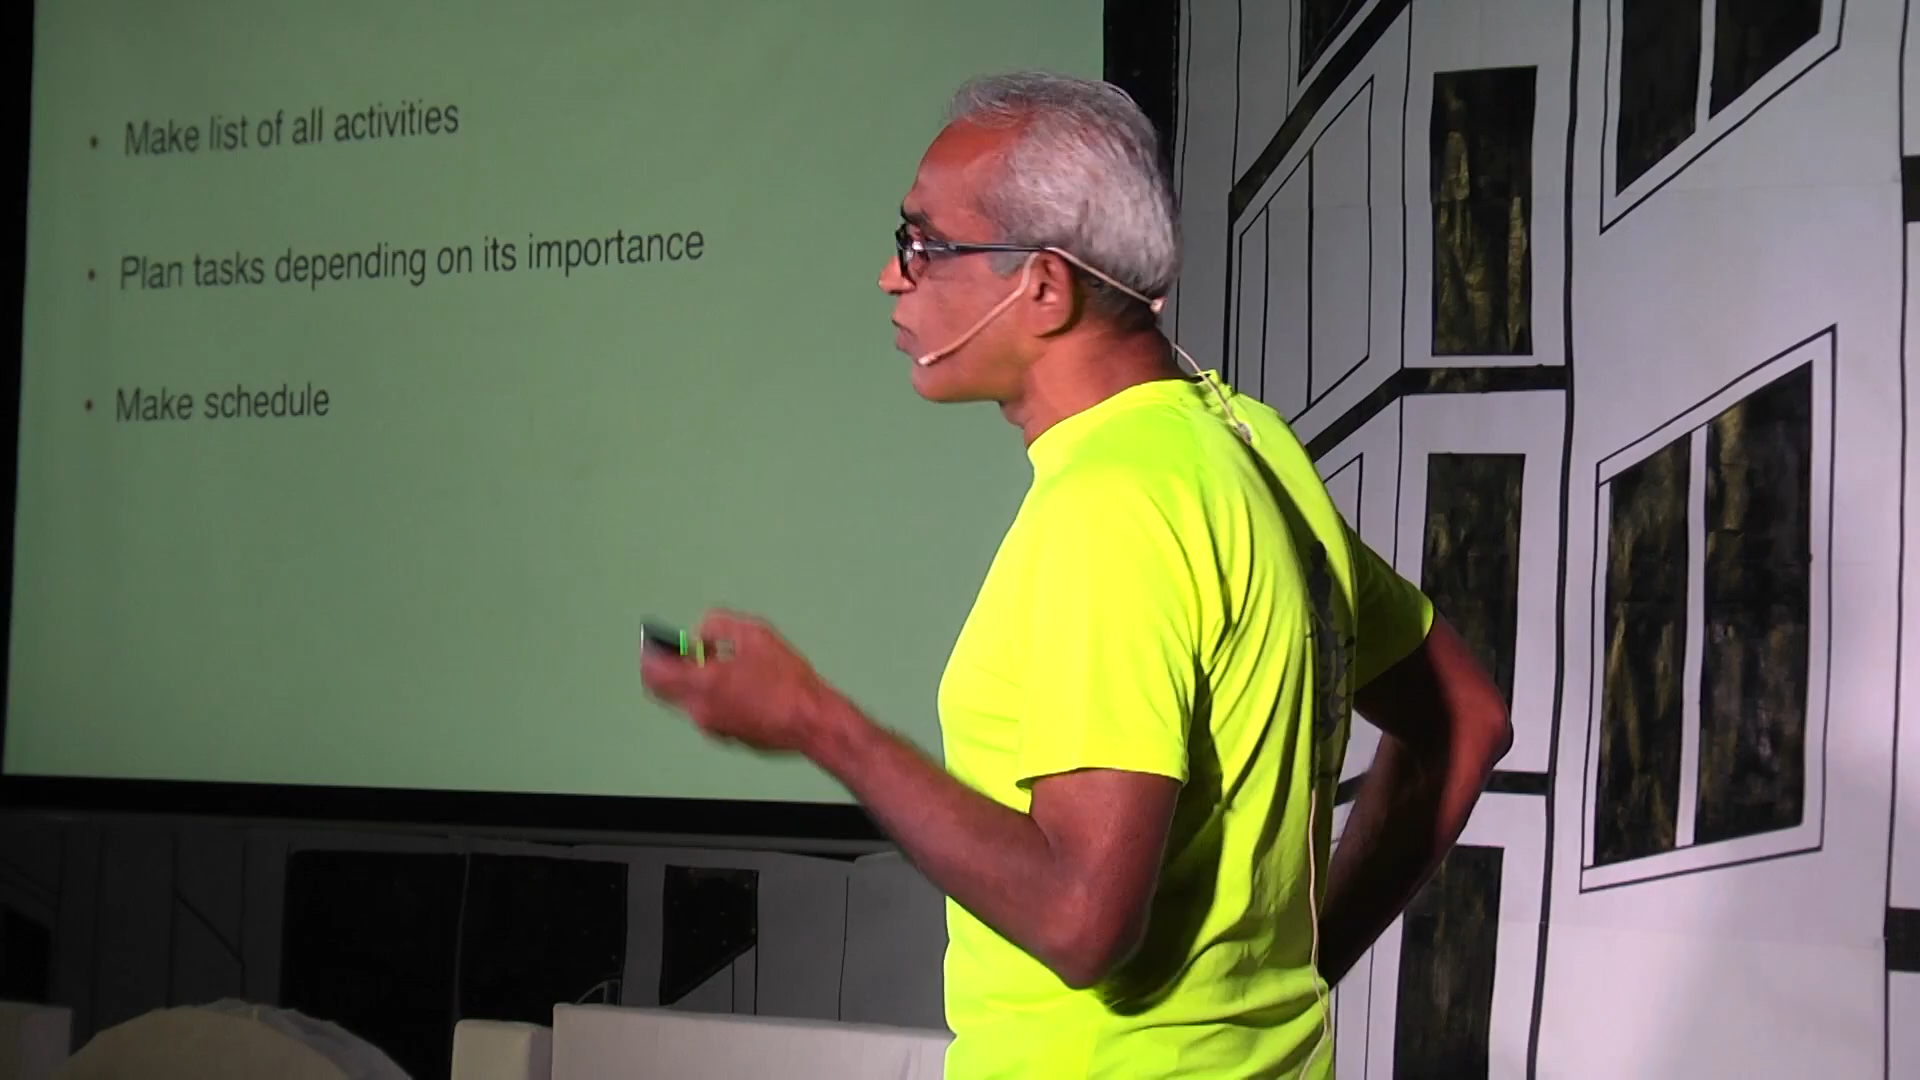 • Make list of all activities
• Plan tasks depending on its importance
• Make schedule